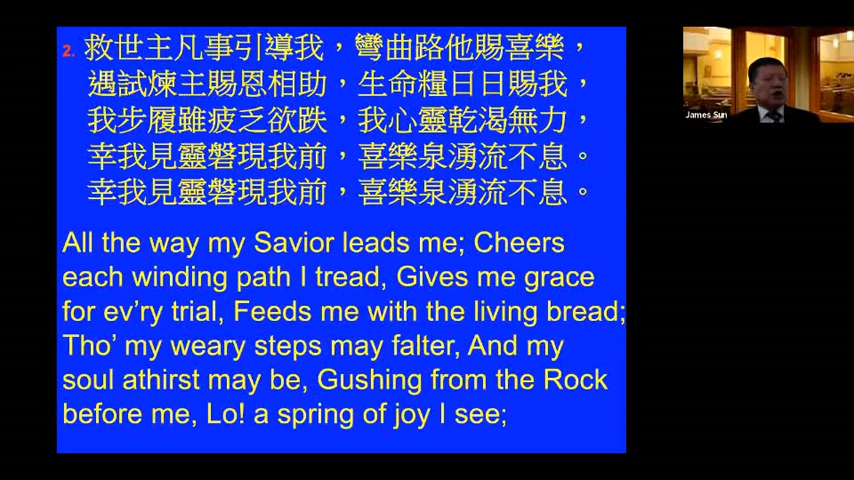 2. 救世主凡事引導我，彎曲路他賜喜樂，
遇試煉主賜恩相助，生命糧日日賜我，
我步履雖疲乏欲跌，我心靈乾渴無力，
幸我見靈磐現我前，喜樂泉湧流不息。
幸我見靈磐現我前，喜樂泉湧流不息。
All the way my Savior leads me; Cheers
each winding path I tread, Gives me grace
for ev’ry trial, Feeds me with the living bread;
Tho’ my weary steps may falter, And my
soul athirst may be, Gushing from the Rock
before me, Lo! a spring of joy I see;
James Sun